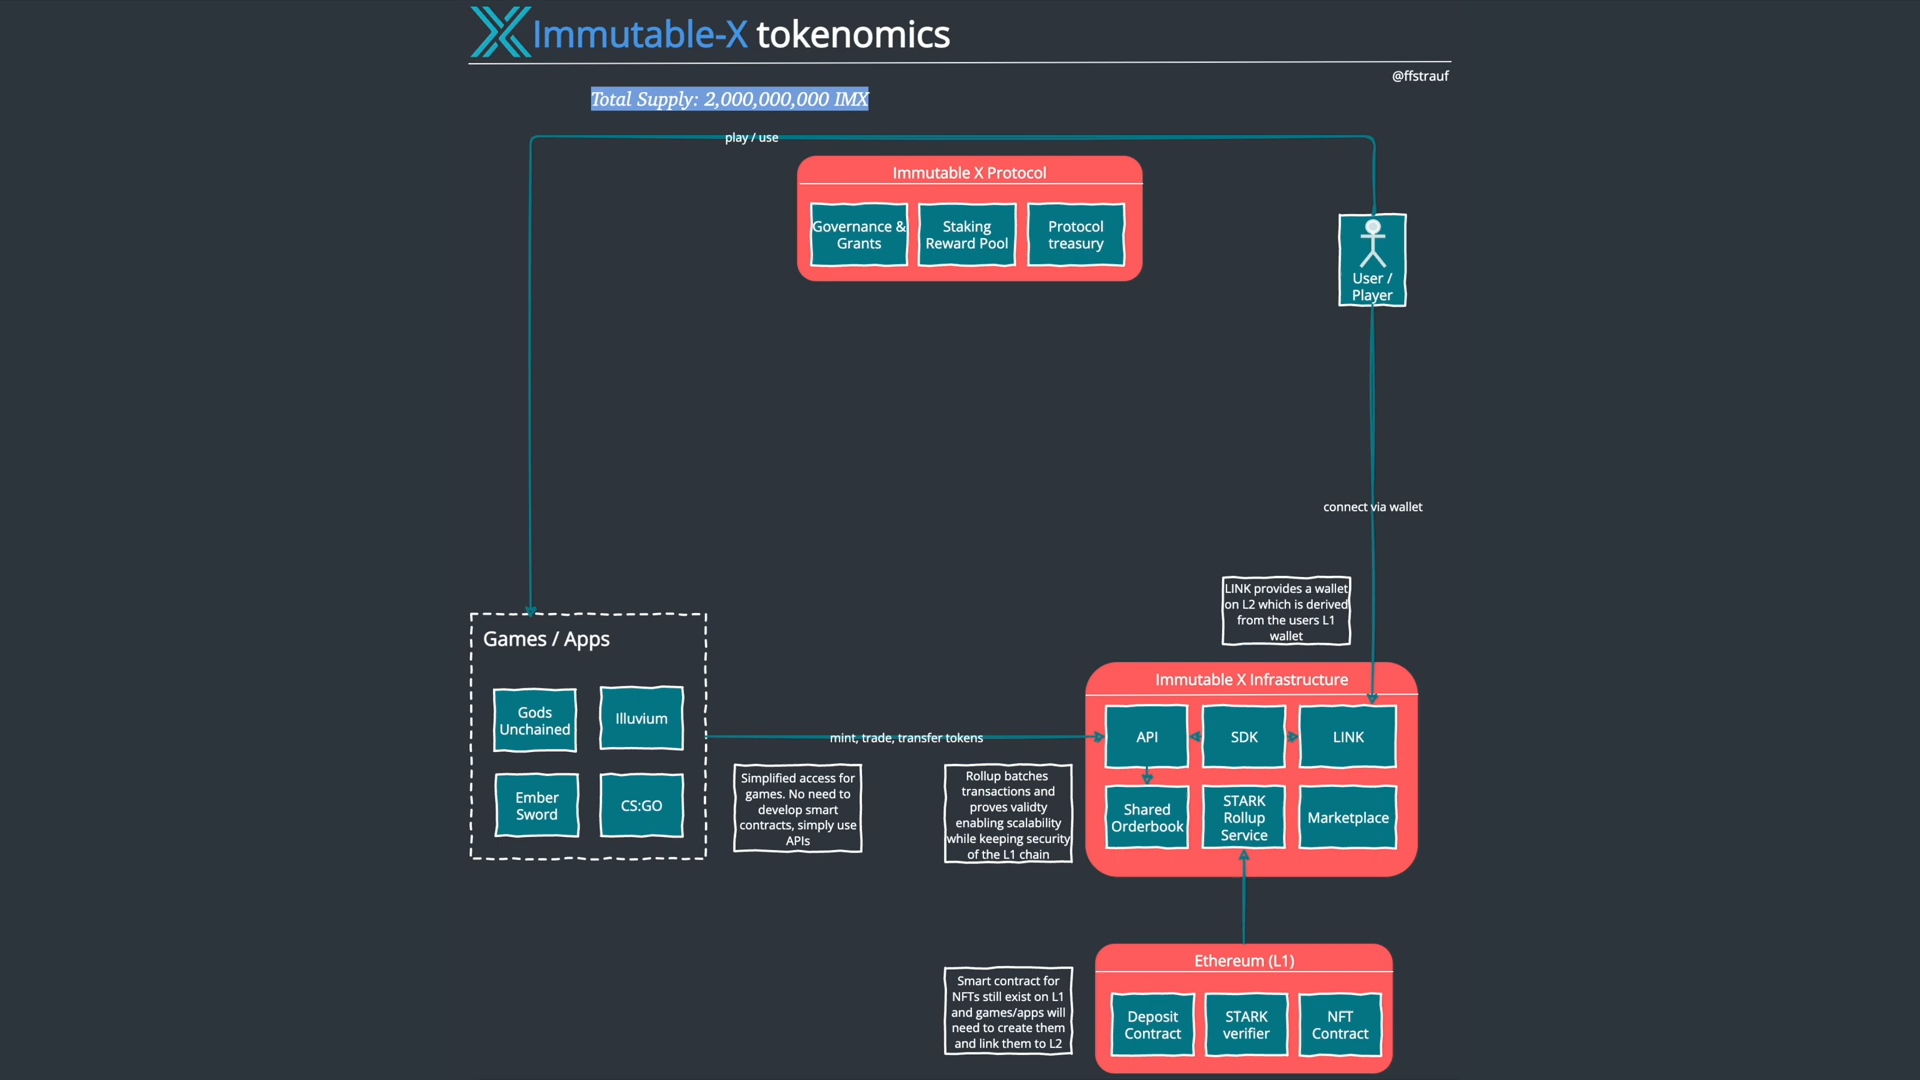 Immutable-X tokenomics
@ffstrauf
Total Supply: 2,000,000,000 IMX
play / use
Immutable X Protocol
Governance &
Grants
Staking
Reward Pool
Protocol
treasury
User /
Player
connect via wallet
LINK provides a wallet
on L2 which is derived
from the users L1
wallet
Games / Apps
Gods
Unchained
Illuvium
Ember
Sword
CS:GO
mint, trade, transfer tokens
Simplified access for
games. No need to
develop smart
contracts, simply use
APIs
Rollup batches
transactions and
proves validty
enabling scalability
while keeping security
of the L1 chain
Immutable X Infrastructure
API
SDK
LINK
Shared
Orderbook
STARK
Rollup
Service
Marketplace
Smart contract for
NFTs still exist on L1
and games/apps will
need to create them
and link them to L2
Ethereum (L1)
Deposit
Contract
STARK
verifier
NFT
Contract